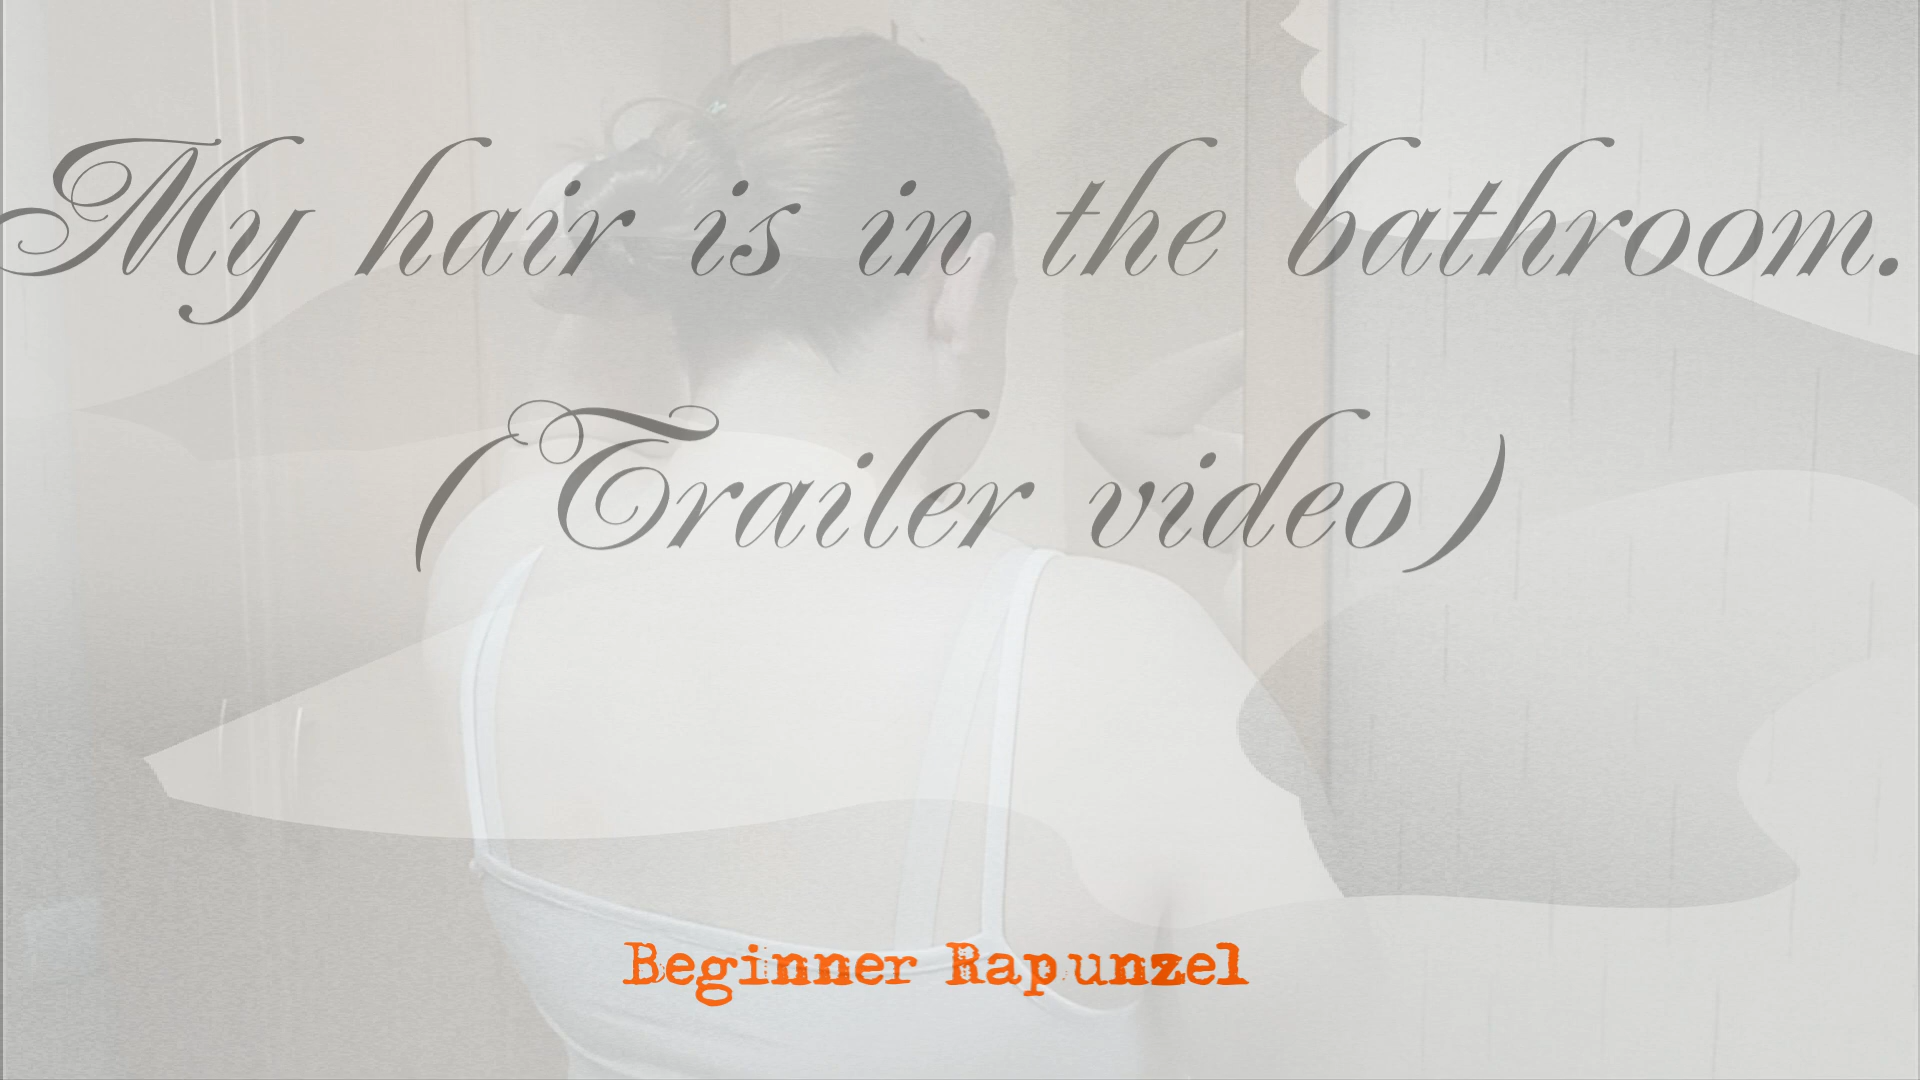 My hair is in the bathroom.
(Trailer video)
Beginner Rapunzel